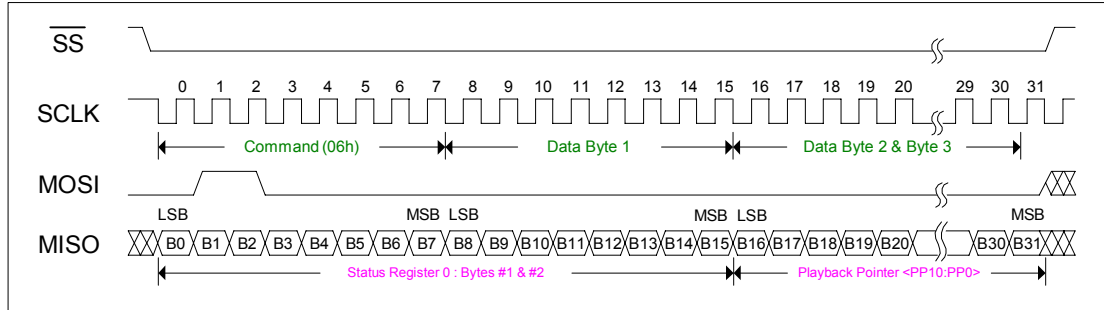 SS
0 1 2 3 4 5 6 7 8 9 10 11 12 13 14 15 16 17 18 19 20 29 30 31
SCLK
Command (06h) Data Byte 1 Data Byte 2 & Byte 3
MOSI
LSB MSB LSB MSB LSB MSB
MISO B0 B1 B2 B3 B4 B5 B6 B7 B8 B9 B10 B11 B12 B13 B14 B15 B16 B17 B18 B19 B20 B30 B31
Status Register 0 : Bytes #1 & #2 Playback Pointer <PP10:PP0>